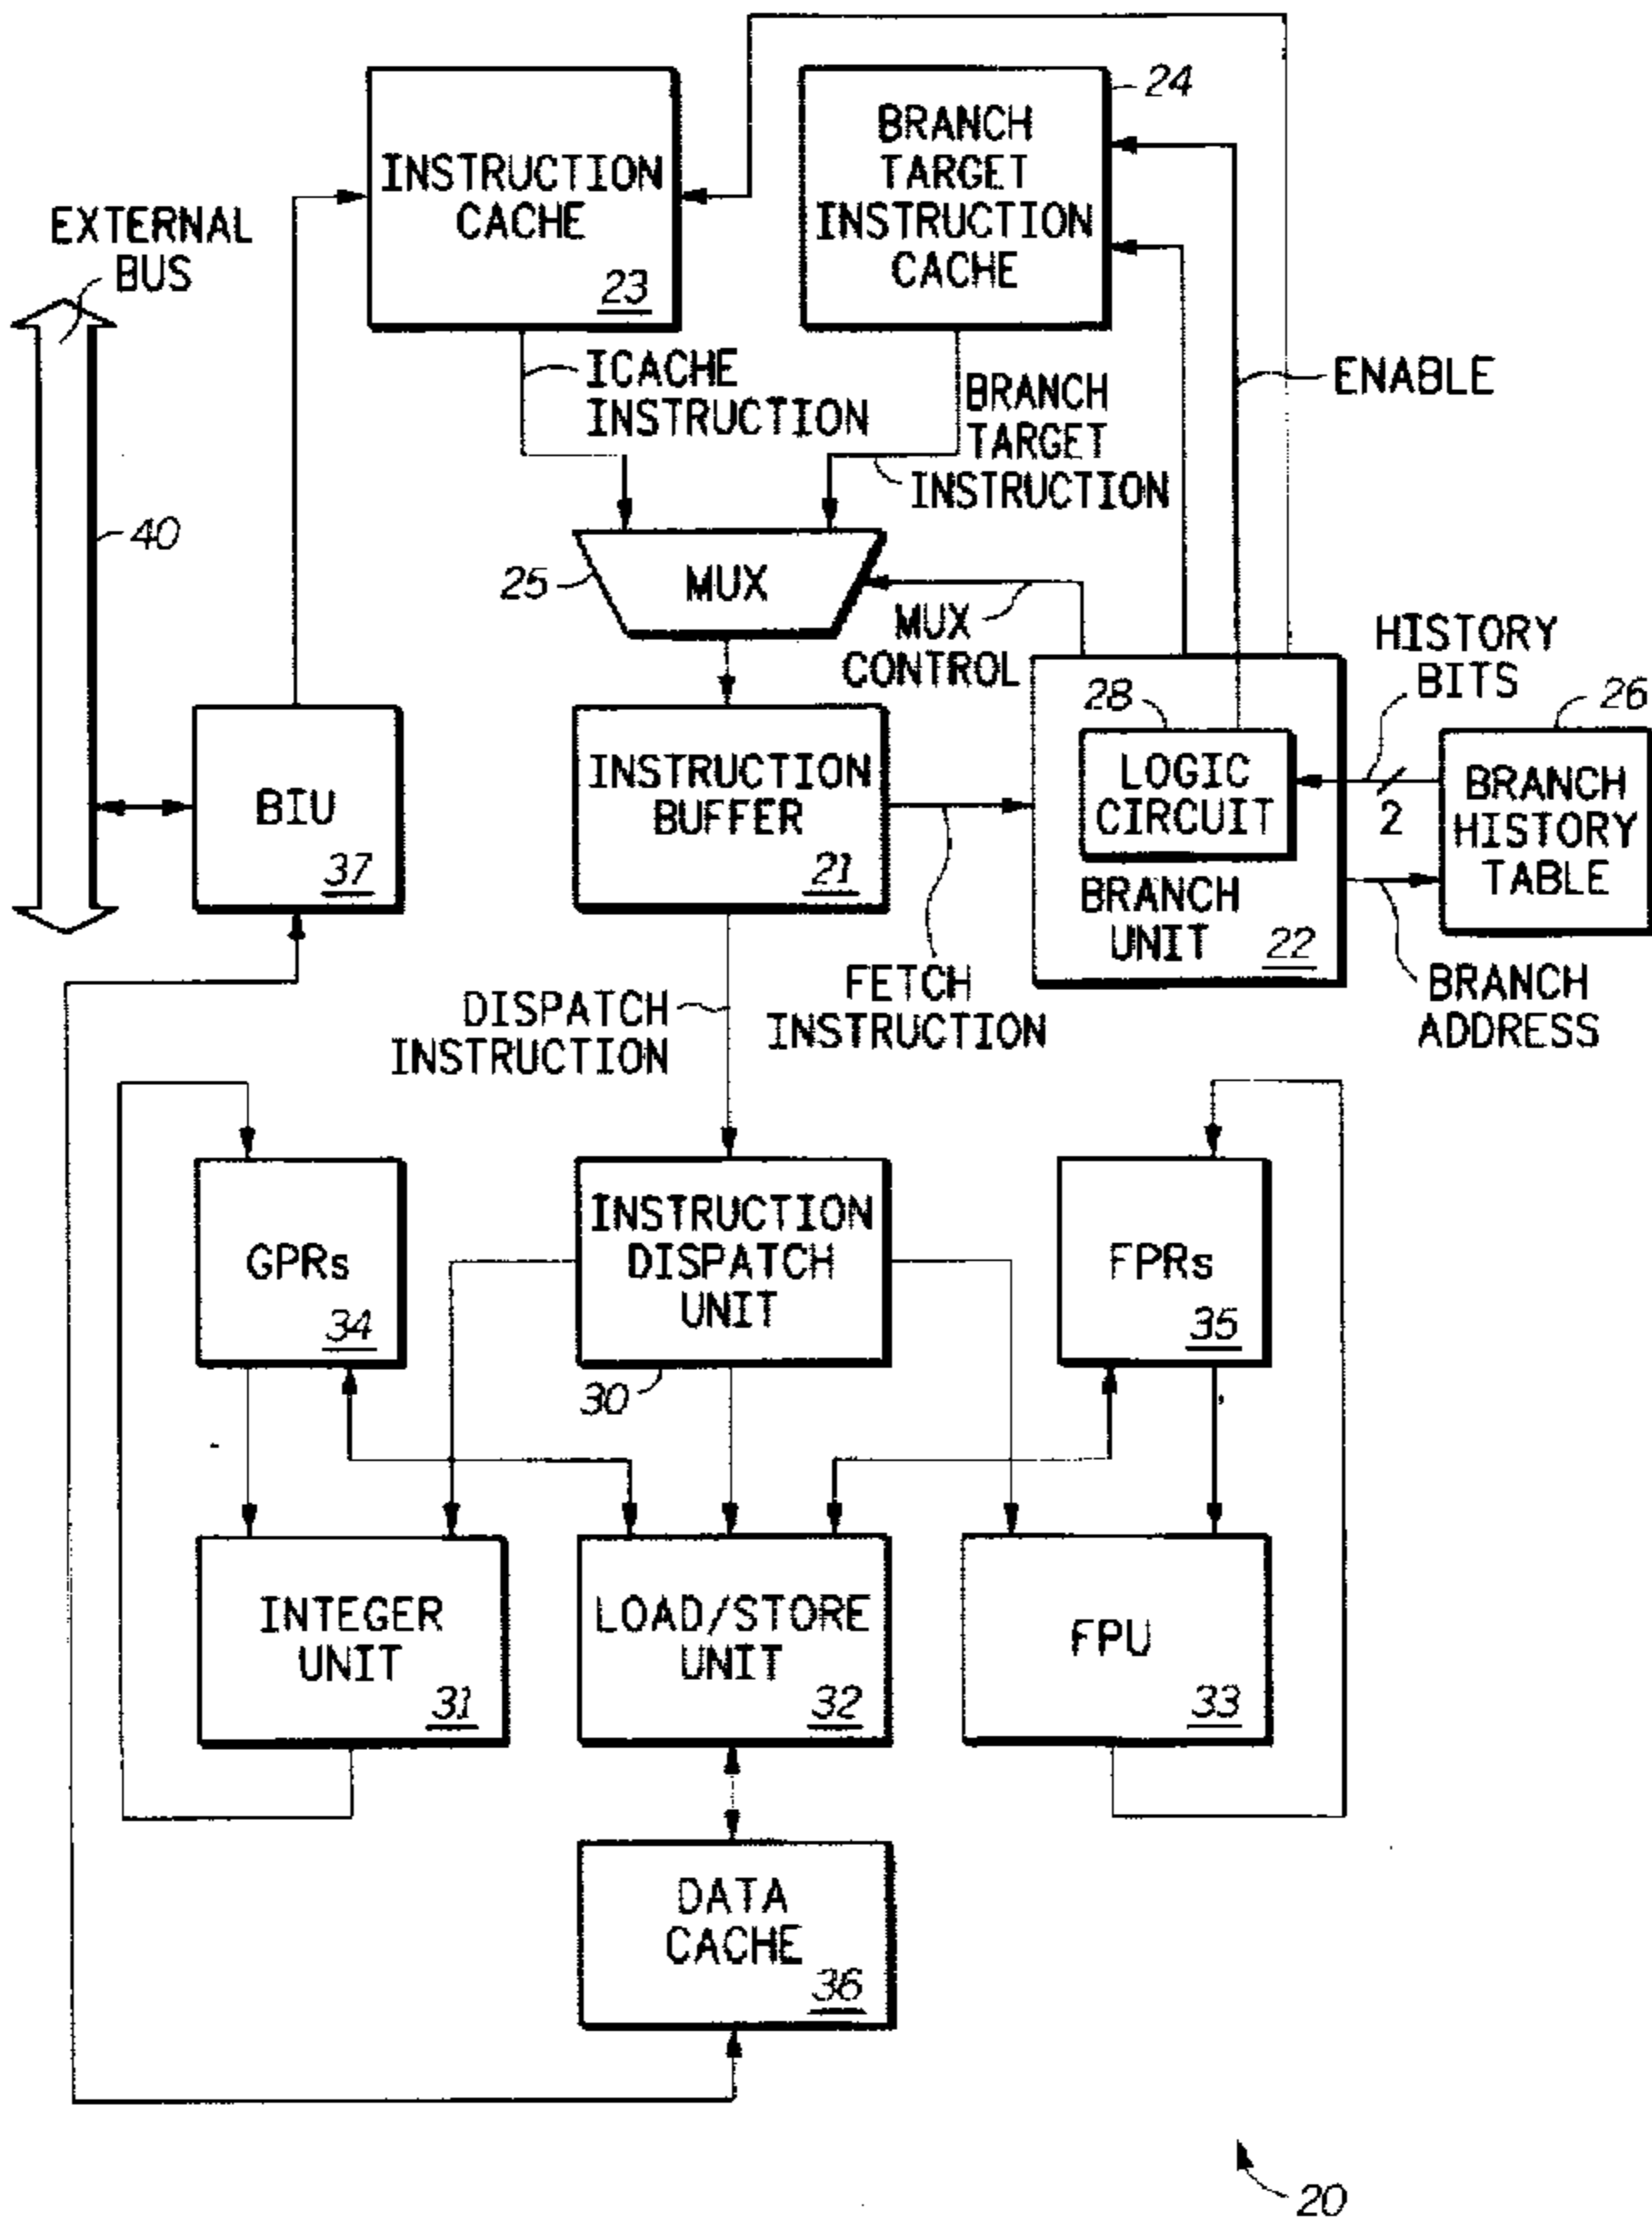 24
BRANCH
TARGET
INSTRUCTION
CACHE
INSTRUCTION
CACHE
23
EXTERNAL
BUS
ICACHE
INSTRUCTION
BRANCH
TARGET
INSTRUCTION
ENABLE
40
25
MUX
MUX
CONTROL
HISTORY
BITS
26
28
LOGIC
CIRCUIT
BRANCH
UNIT
22
2
BRANCH
HISTORY
TABLE
BIU
37
INSTRUCTION
BUFFER
21
DISPATCH
INSTRUCTION
FETCH
INSTRUCTION
BRANCH
ADDRESS
GPRs
34
INSTRUCTION
DISPATCH
UNIT
30
FPRs
35
INTEGER
UNIT
31
LOAD/STORE
UNIT
32
FPU
33
DATA
CACHE
36
20